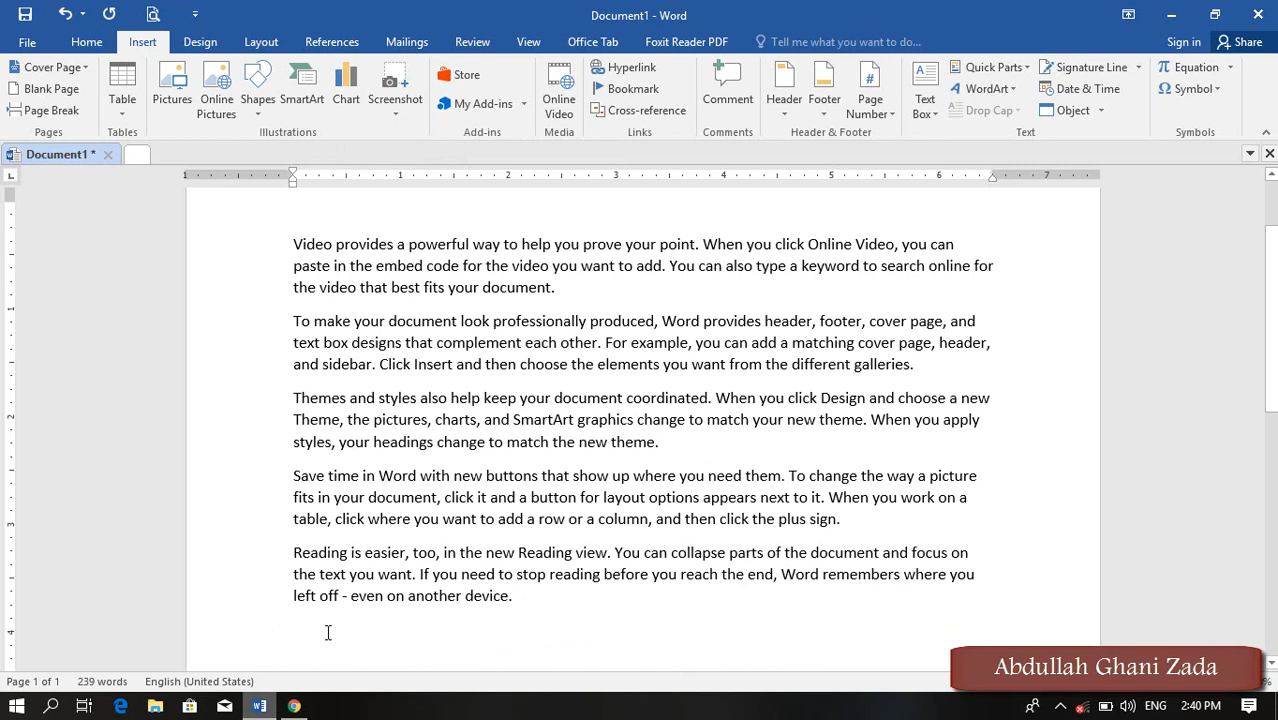 Document1 - Word
File Home Insert Design Layout References Mailings Review View Office Tab Foxit Reader PDF Tell me what you want to do... Sign in Share
Cover Page
Blank Page
Page Break
Pages
Table
Tables
Pictures
Online
Pictures
Shapes
SmartArt
Chart
Screenshot
Illustrations
Store
My Add-ins
Add-ins
Online
Video
Media
Hyperlink
Bookmark
Cross-reference
Links
Comment
Comments
Header
Footer
Page
Number
Header & Footer
Text
Box
Quick Parts
WordArt
Drop Cap
Signature Line
Date & Time
Object
Text
Equation
Symbol
Symbols
Document1 *
1 1 2 3 4 5 6 7
Video provides a powerful way to help you prove your point. When you click Online Video, you can
paste in the embed code for the video you want to add. You can also type a keyword to search online for
the video that best fits your document.
To make your document look professionally produced, Word provides header, footer, cover page, and
text box designs that complement each other. For example, you can add a matching cover page, header,
and sidebar. Click Insert and then choose the elements you want from the different galleries.
Themes and styles also help keep your document coordinated. When you click Design and choose a new
Theme, the pictures, charts, and SmartArt graphics change to match your new theme. When you apply
styles, your headings change to match the new theme.
Save time in Word with new buttons that show up where you need them. To change the way a picture
fits in your document, click it and a button for layout options appears next to it. When you work on a
table, click where you want to add a row or a column, and then click the plus sign.
Reading is easier, too, in the new Reading view. You can collapse parts of the document and focus on
the text you want. If you need to stop reading before you reach the end, Word remembers where you
left off - even on another device.
1
2
3
4
Abdullah Ghani Zada
Page 1 of 1 239 words English (United States)
ENG 2:40 PM